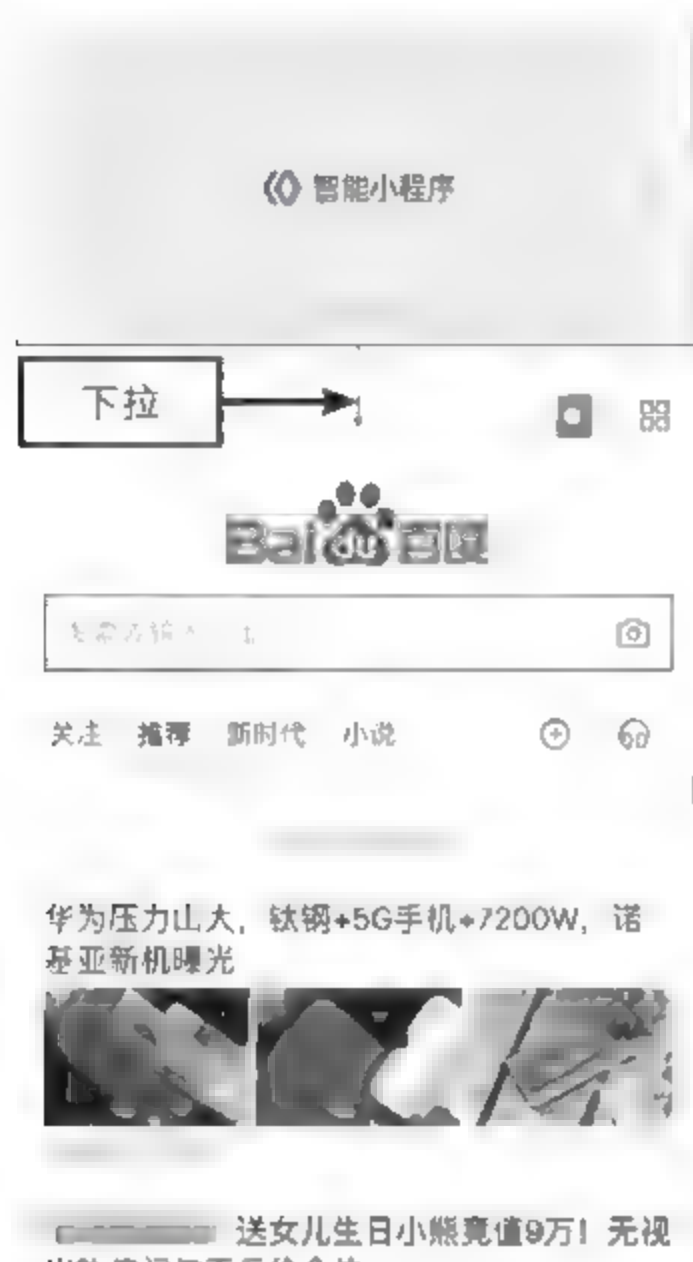 智能小程序
下拉
Bai du 百度
关注 推荐 新时代 小说
华为压力山大，钛钢+5G手机+7200W，诺
基亚新机曝光
送女儿生日小熊竟值9万！无视